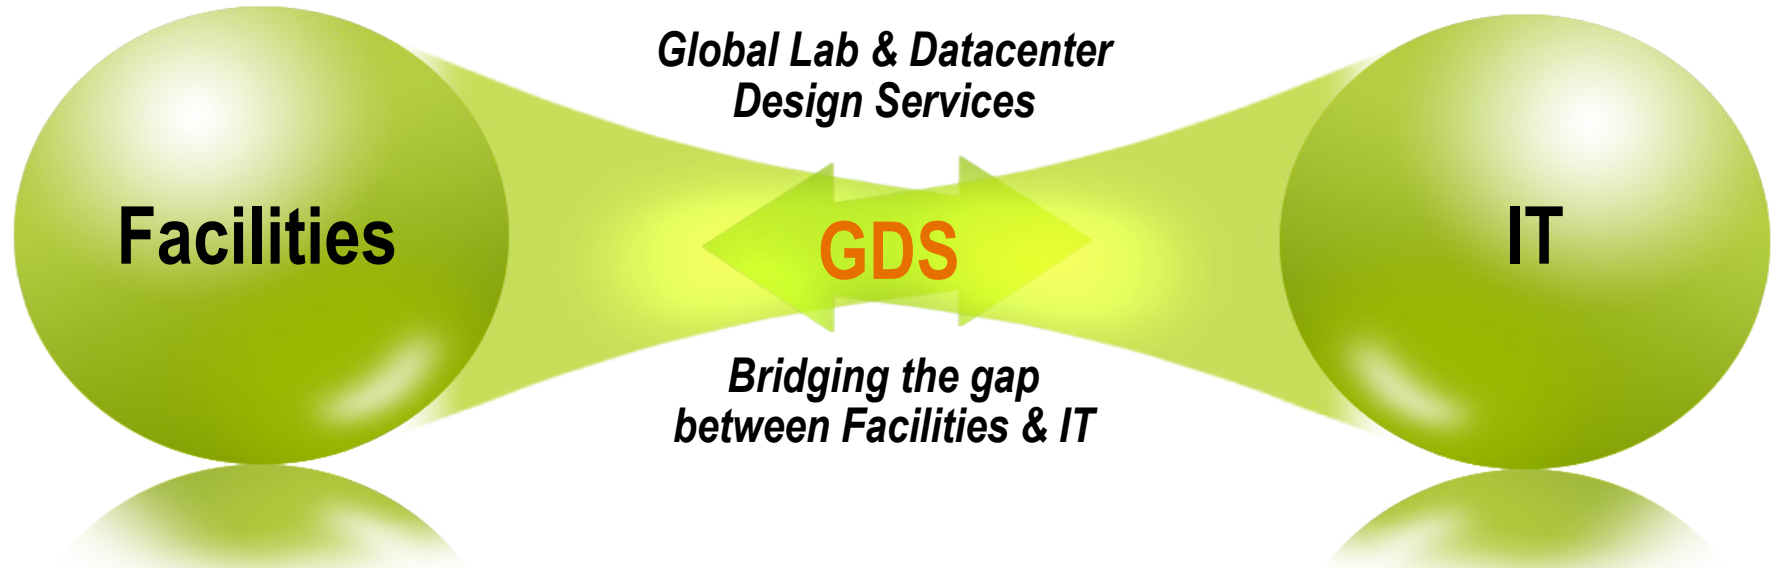 Global Lab & Datacenter
Design Services
Facilities
GDS
IT
Bridging the gap
between Facilities & IT